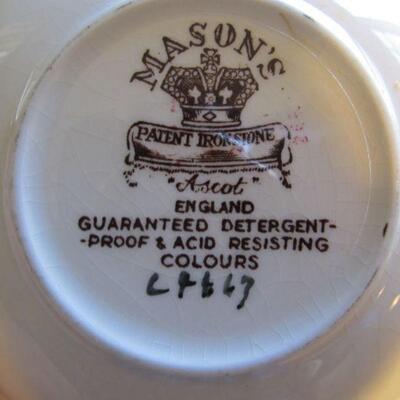 MASON'S
PATENT IRONSTONE
"Ascot"
ENGLAND
GUARANTEED DETERGENT-
-PROOF & ACID RESISTING
COLOURS